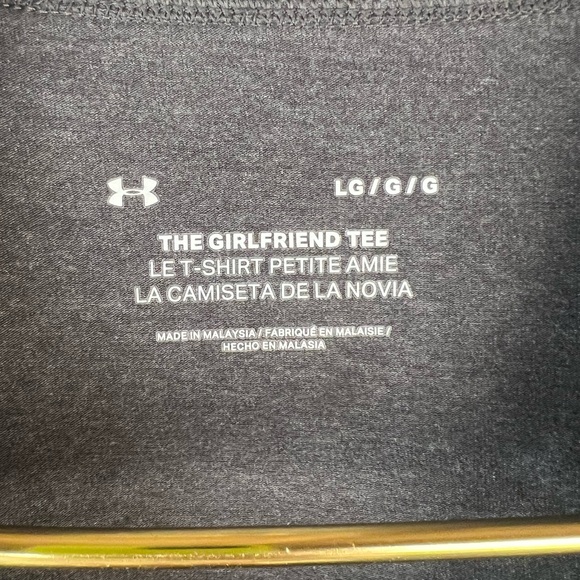 LG / G / G
THE GIRLFRIEND TEE
LE T-SHIRT PETITE AMIE
LA CAMISETA DE LA NOVIA
MADE IN MALAYSIA / FABRIQUÉ EN MALAISIE /
HECHO EN MALASIA